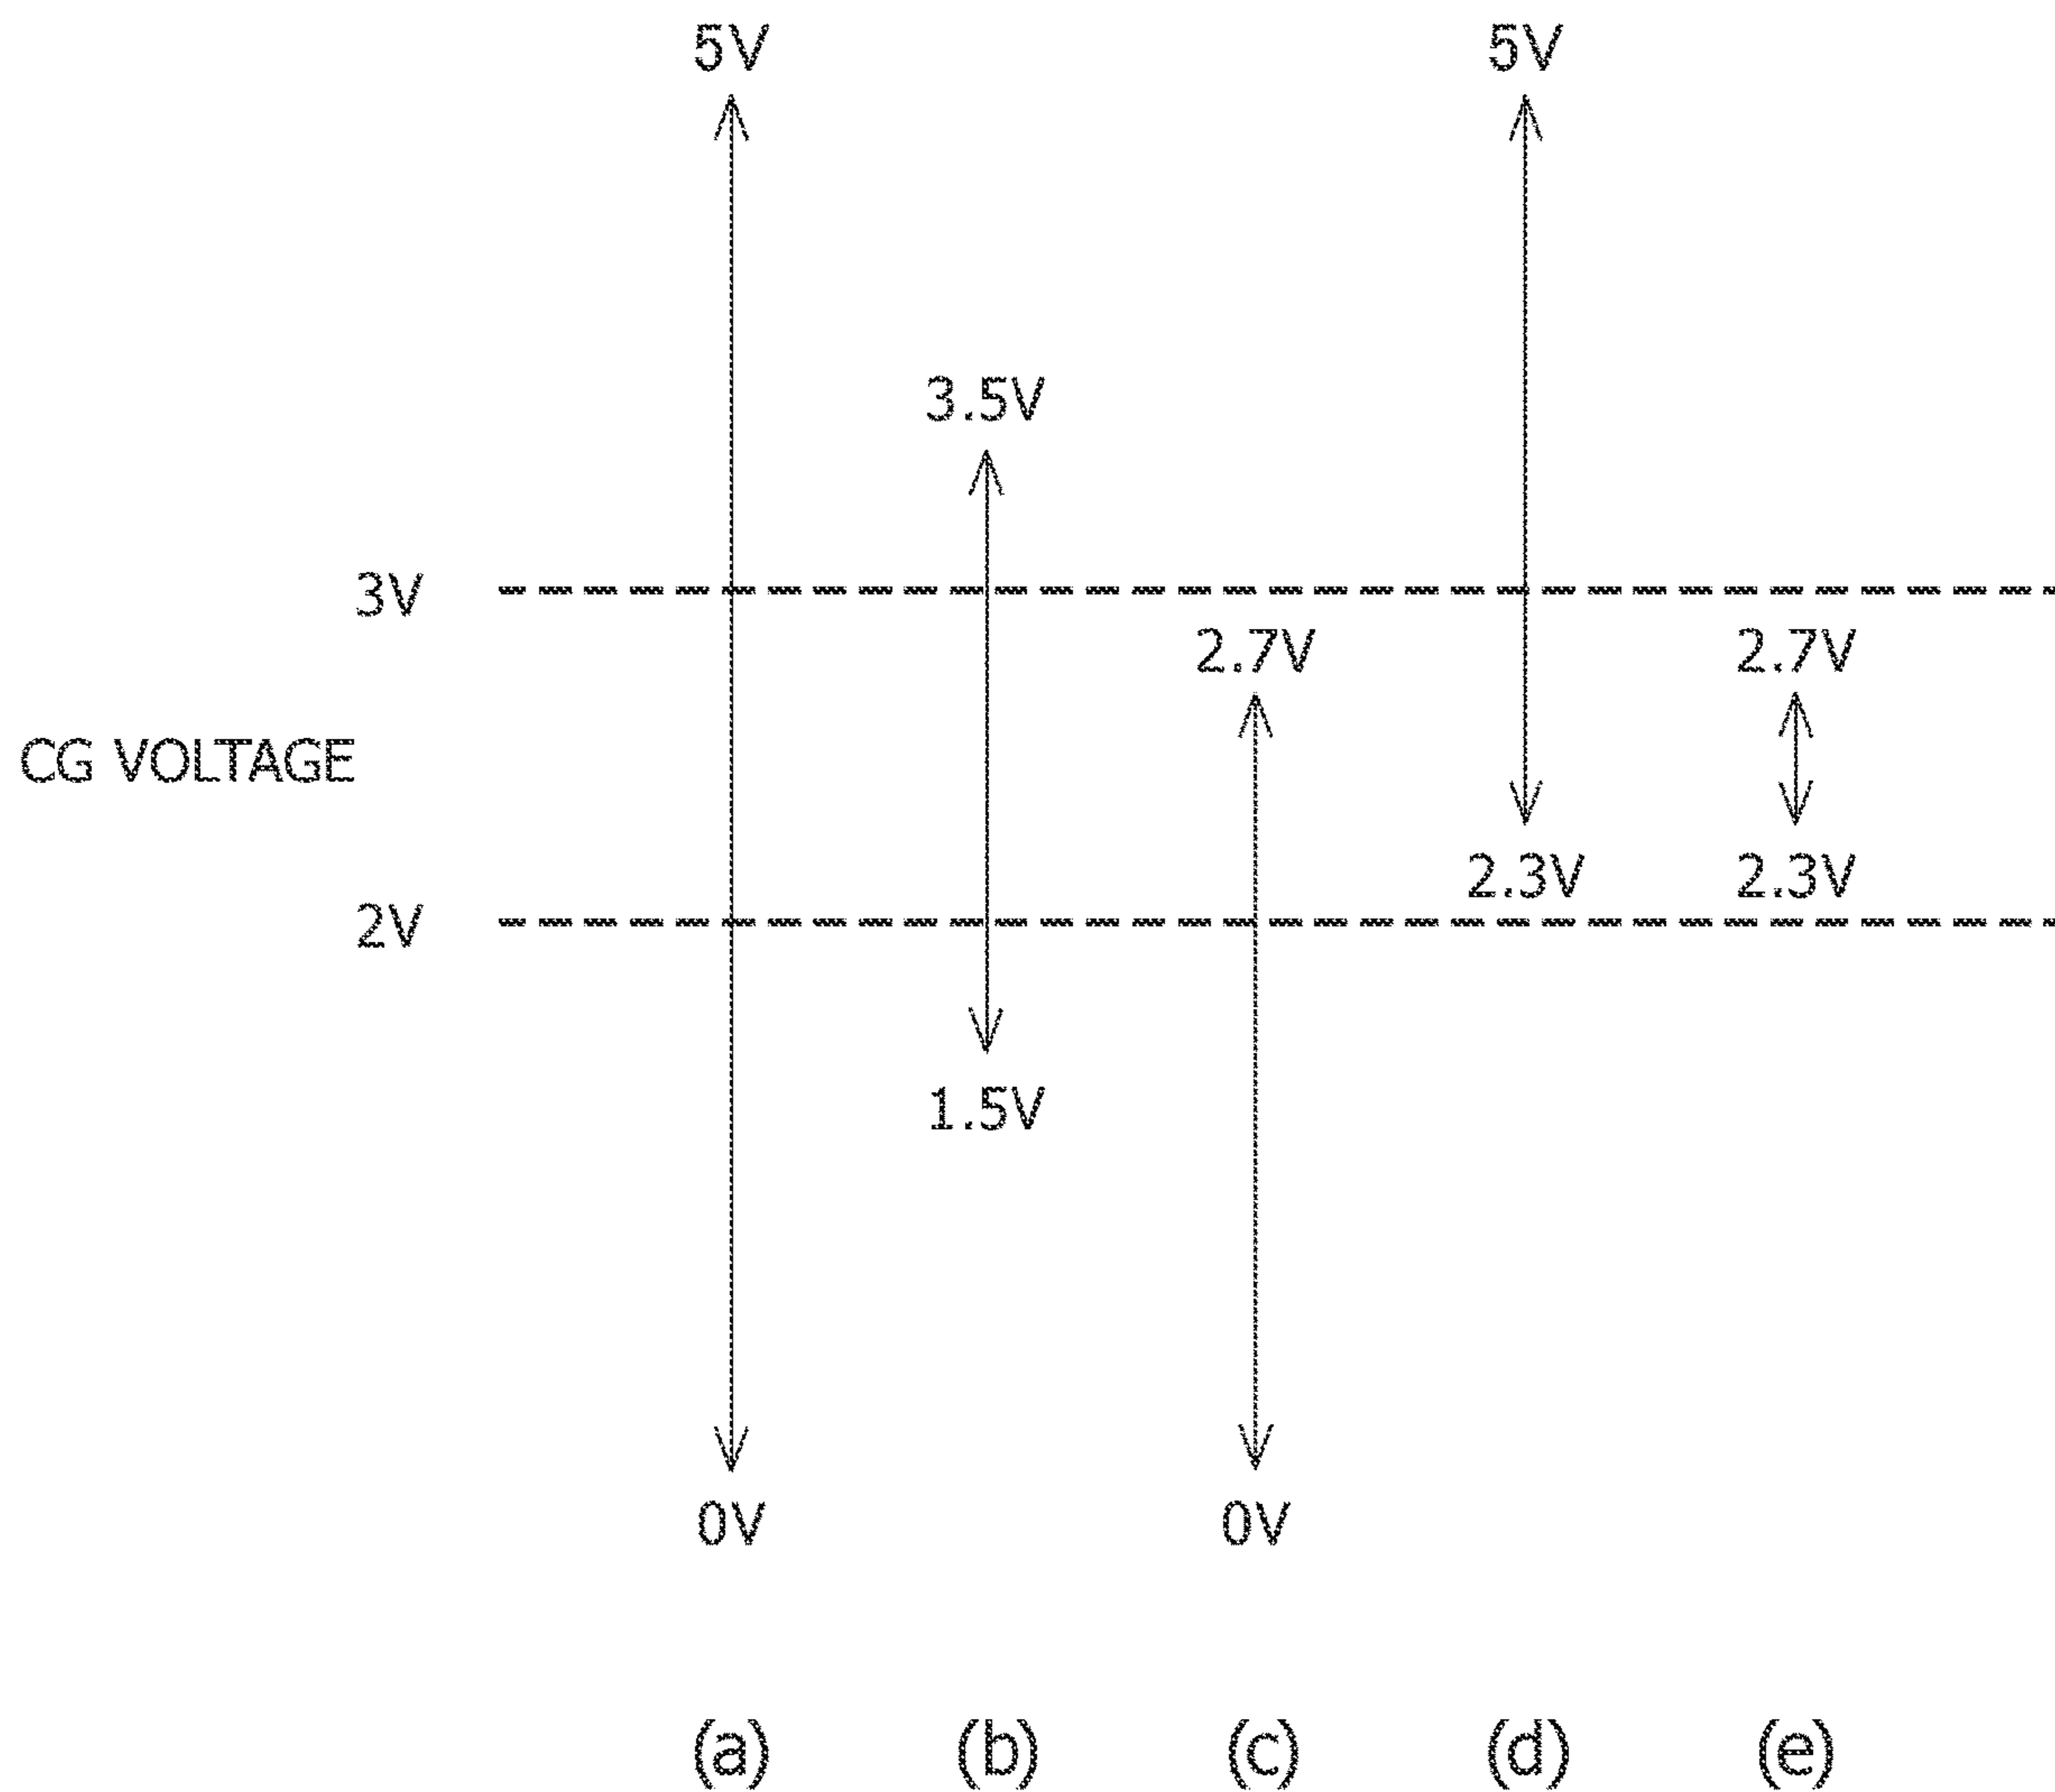 5V 5V
3.5V
3V
2.7V 2.7V
CG VOLTAGE
2.3V 2.3V
2V
1.5V
0V 0V
(a) (b) (c) (d) (e)